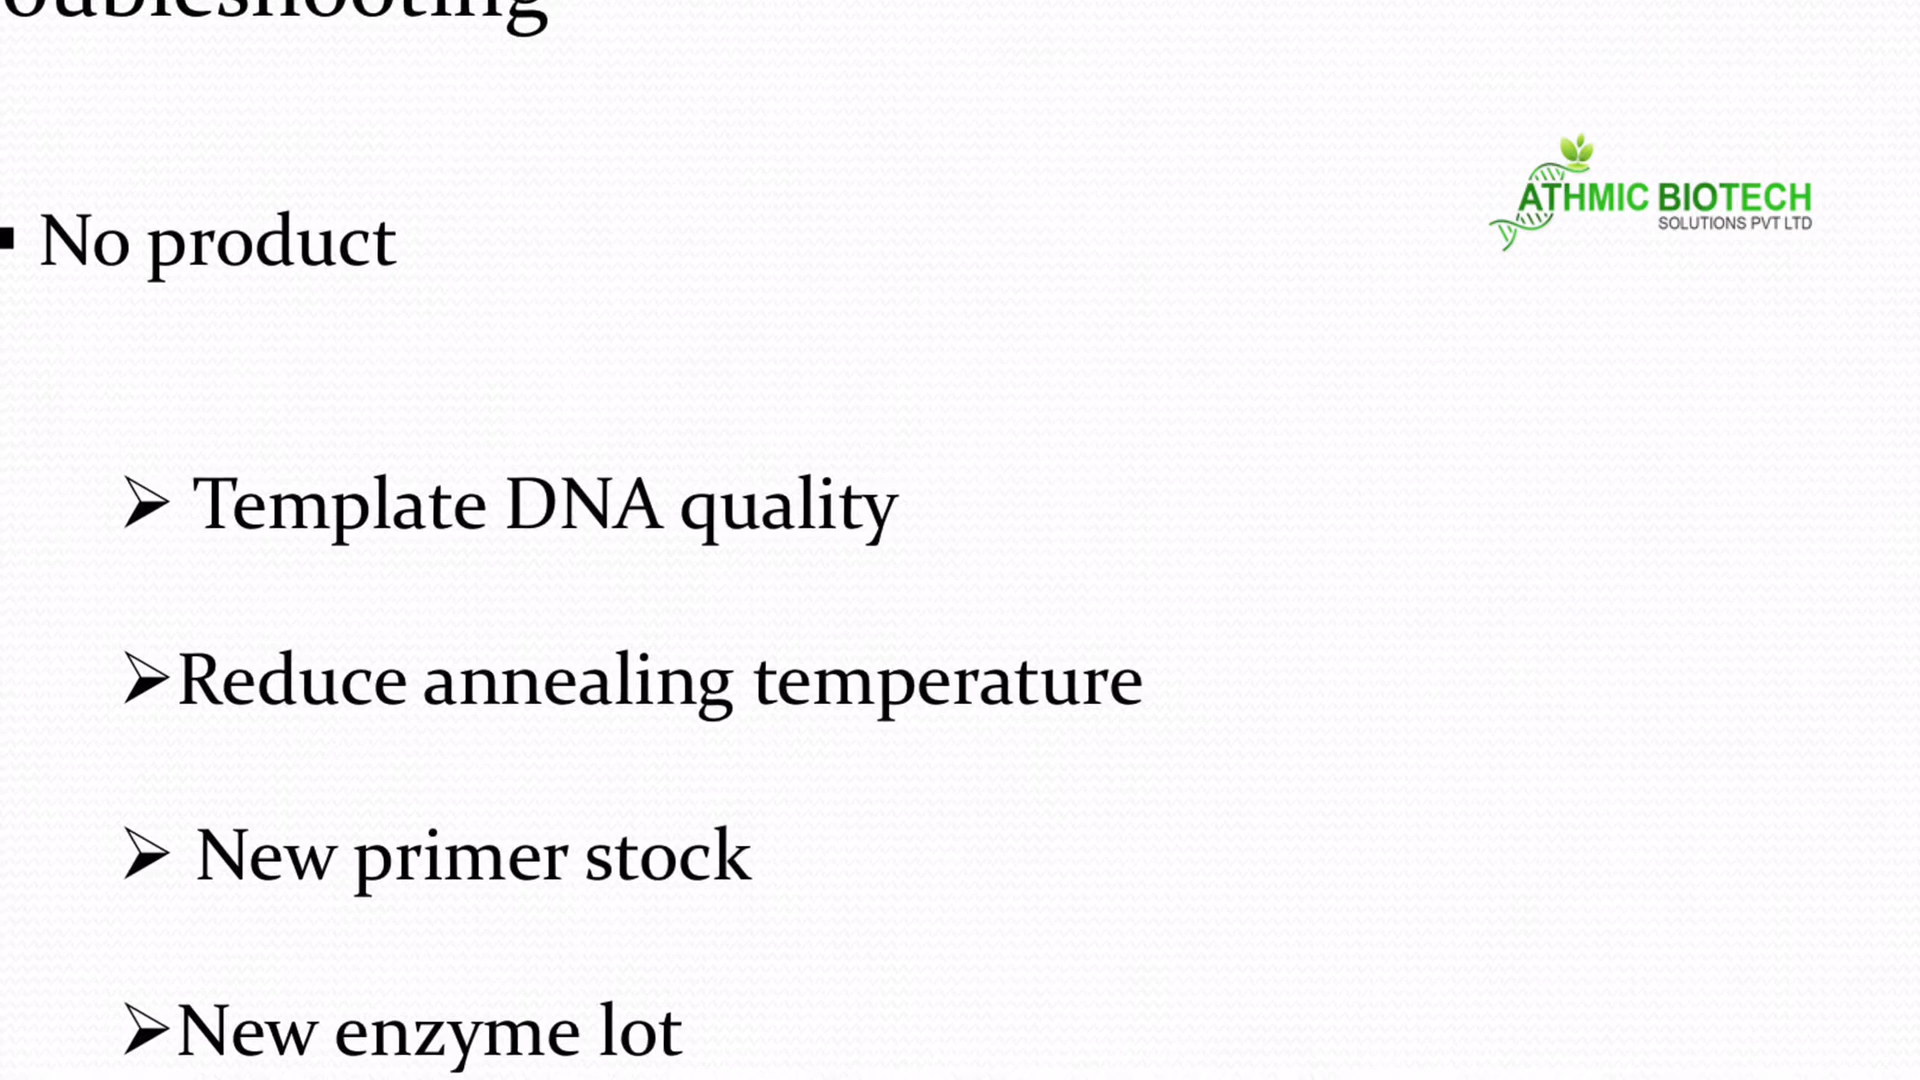 ▪ No product
ATHMIC BIOTECH
SOLUTIONS PVT LTD
➢ Template DNA quality
➢Reduce annealing temperature
➢ New primer stock
➢New enzyme lot